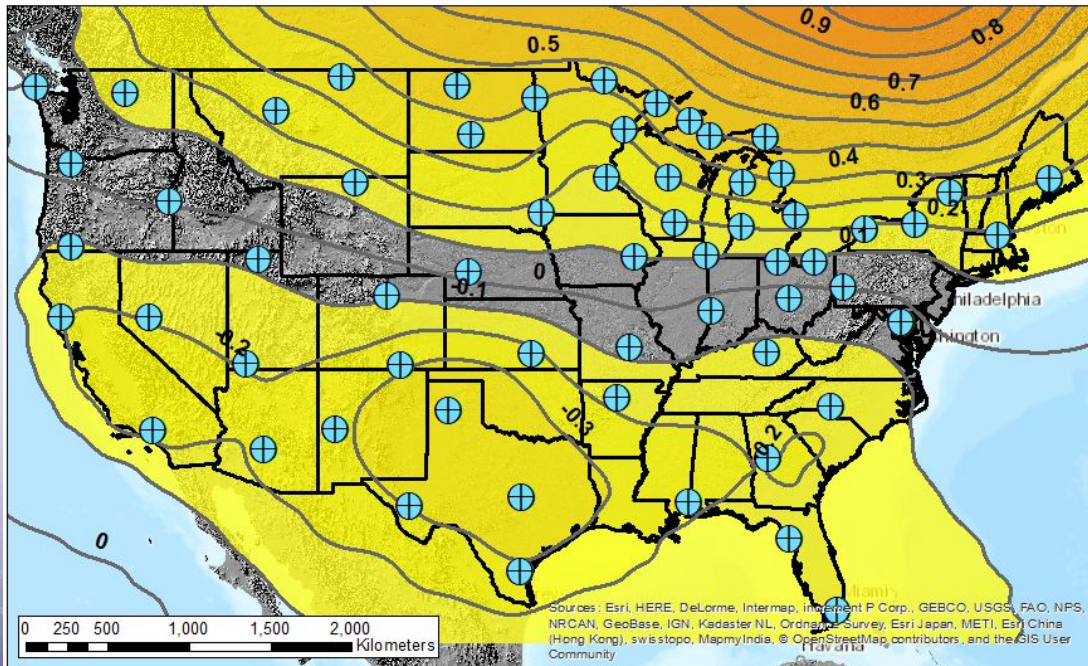 0.9
0.8
0.5
0.7
0.6
0.4
0.3
0.2
0.1
0
-0.1
-0.2
-0.3
-0.2
0
hiladelphia
hington
Miami
Havana
0 250 500 1,000 1,500 2,000
Kilometers
Sources: Esri, HERE, DeLorme, Intermap, increment P Corp., GEBCO, USGS, FAO, NPS,
NRCAN, GeoBase, IGN, Kadaster NL, Ordnance Survey, Esri Japan, METI, Esri China
(Hong Kong), swisstopo, MapmyIndia, © OpenStreetMap contributors, and the GIS User
Community